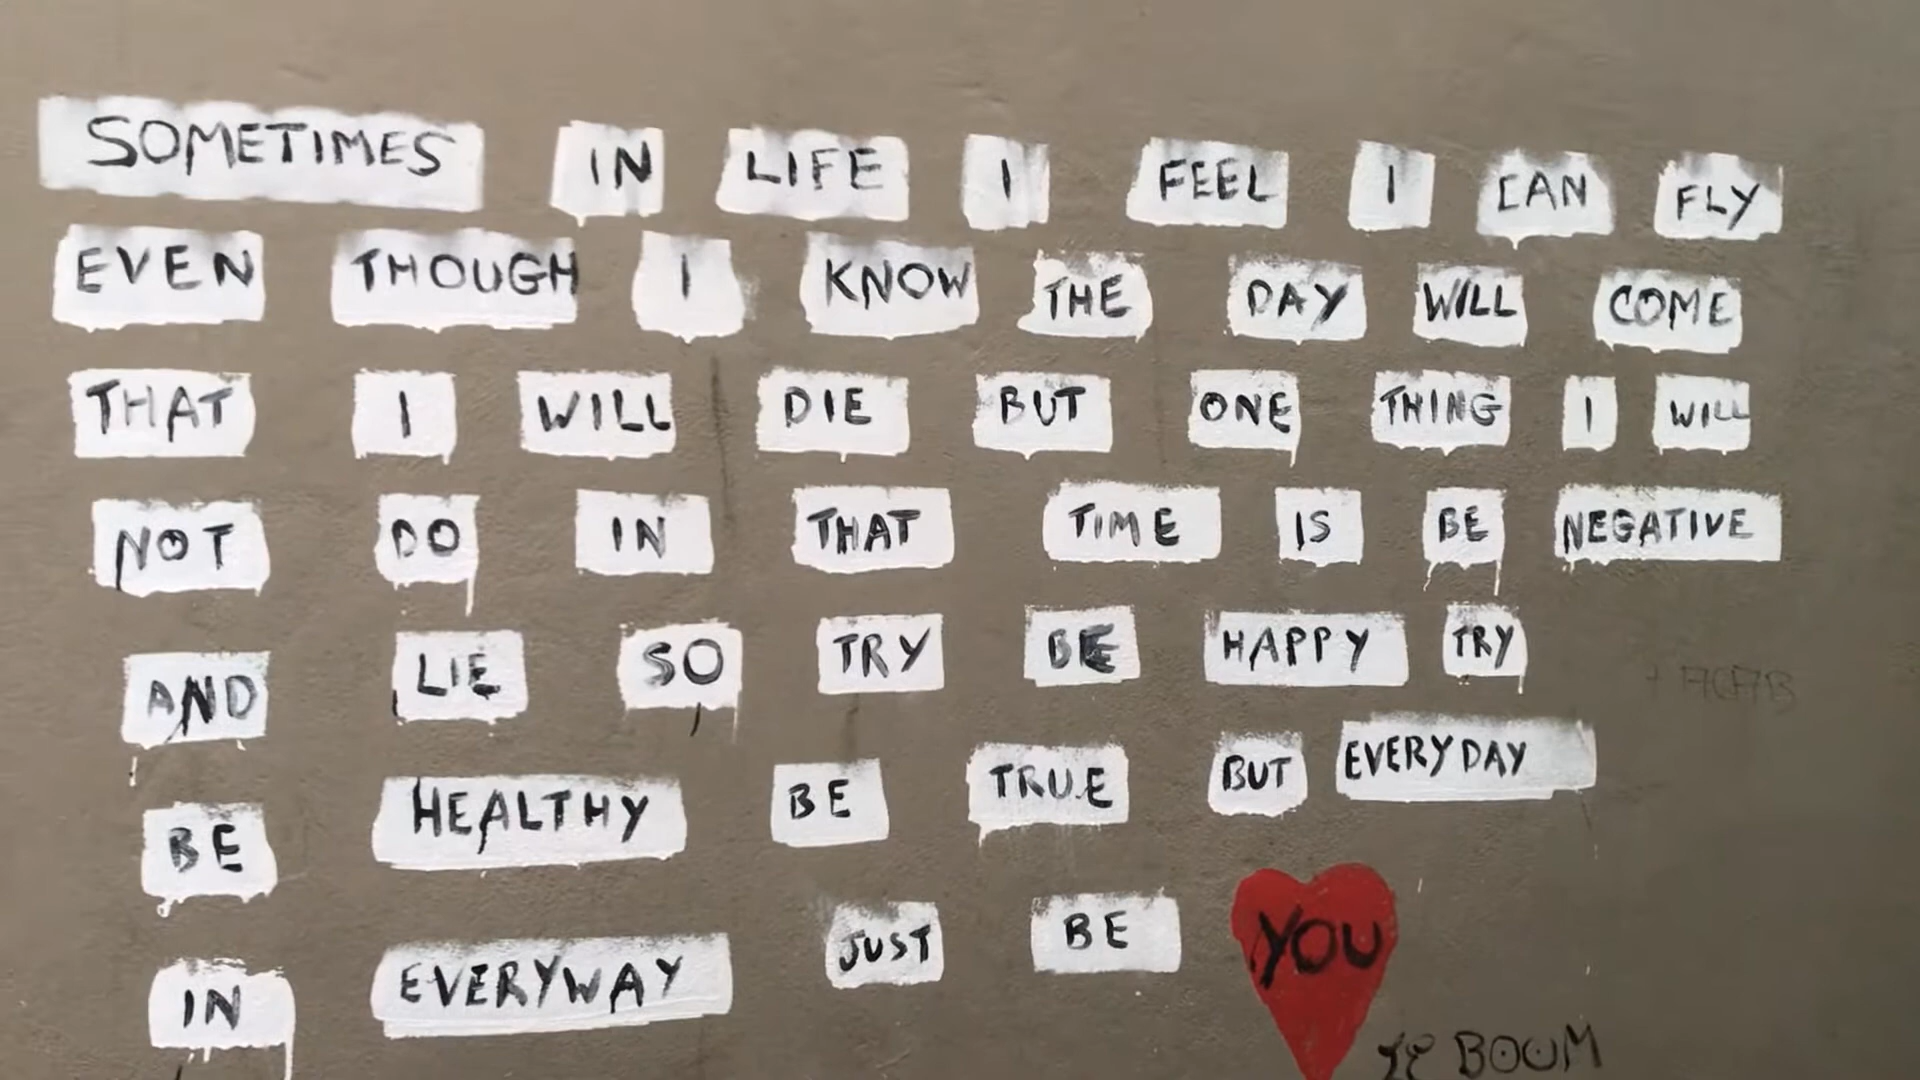 SOMETIMES IN LIFE I FEEL I CAN FLY
EVEN THOUGH I KNOW THE DAY WILL COME
THAT I WILL DIE BUT ONE THING I WILL
NOT DO IN THAT TIME IS BE NEGATIVE
AND LIE SO TRY BE HAPPY TRY
ACAB
BE HEALTHY BE TRUE BUT EVERYDAY
IN EVERYWAY JUST BE YOU
BOOM